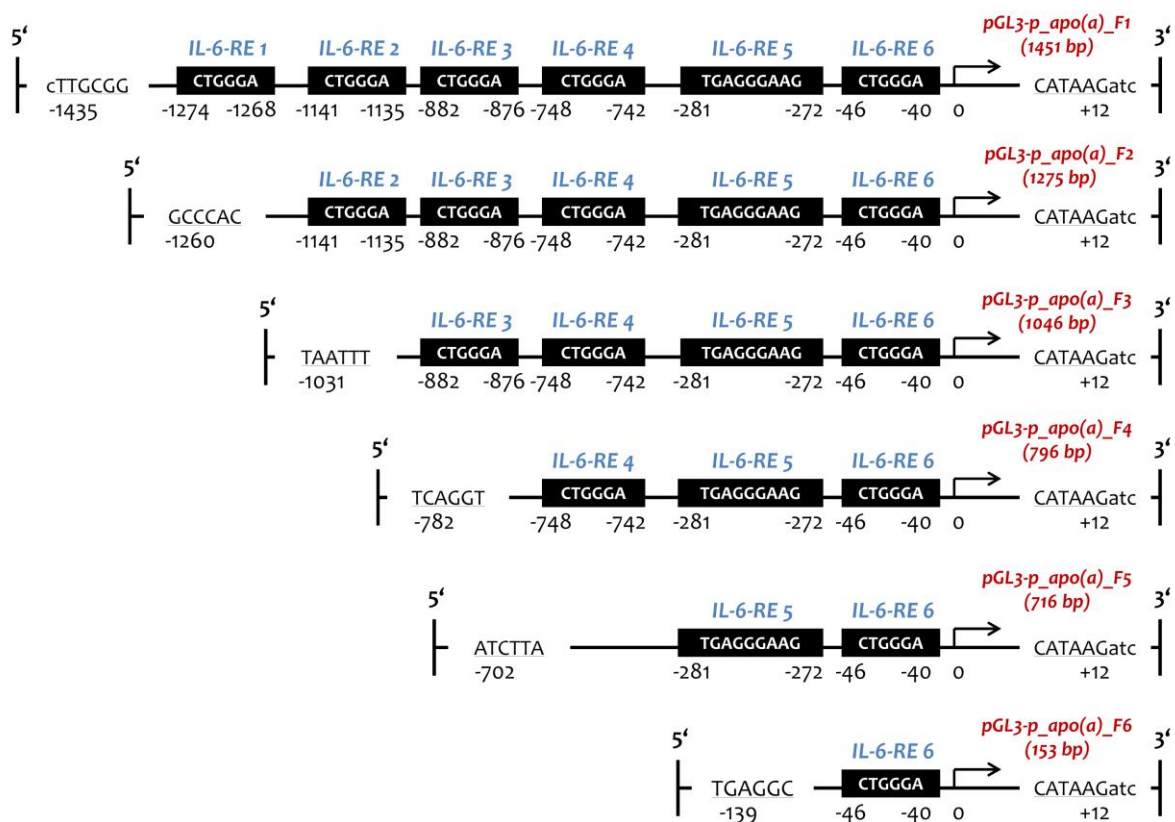 5‘ IL-6-RE 1 IL-6-RE 2 IL-6-RE 3 IL-6-RE 4 IL-6-RE 5 IL-6-RE 6 pGL3-p_apo(a)_F1 3‘
(1451 bp)
cTTGCGG CTGGGA CTGGGA CTGGGA CTGGGA TGAGGGAAG CTGGGA CATAAGatc
-1435 -1274 -1268 -1141 -1135 -882 -876 -748 -742 -281 -272 -46 -40 0 +12
5‘ IL-6-RE 2 IL-6-RE 3 IL-6-RE 4 IL-6-RE 5 IL-6-RE 6 pGL3-p_apo(a)_F2 3‘
(1275 bp)
GCCCAC CTGGGA CTGGGA CTGGGA TGAGGGAAG CTGGGA CATAAGatc
-1260 -1141 -1135 -882 -876 -748 -742 -281 -272 -46 -40 0 +12
5‘ IL-6-RE 3 IL-6-RE 4 IL-6-RE 5 IL-6-RE 6 pGL3-p_apo(a)_F3 3‘
(1046 bp)
TAATTT CTGGGA CTGGGA TGAGGGAAG CTGGGA CATAAGatc
-1031 -882 -876 -748 -742 -281 -272 -46 -40 0 +12
5‘ IL-6-RE 4 IL-6-RE 5 IL-6-RE 6 pGL3-p_apo(a)_F4 3‘
(796 bp)
TCAGGT CTGGGA TGAGGGAAG CTGGGA CATAAGatc
-782 -748 -742 -281 -272 -46 -40 0 +12
5‘ IL-6-RE 5 IL-6-RE 6 pGL3-p_apo(a)_F5 3‘
(716 bp)
ATCTTA TGAGGGAAG CTGGGA CATAAGatc
-702 -281 -272 -46 -40 0 +12
5‘ IL-6-RE 6 pGL3-p_apo(a)_F6 3‘
(153 bp)
TGAGGC CTGGGA CATAAGatc
-139 -46 -40 0 +12